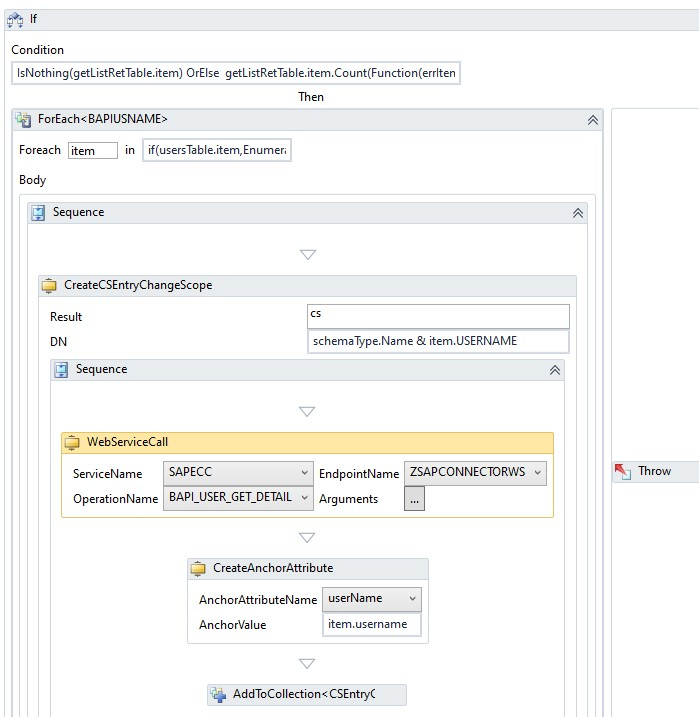 If
Condition
IsNothing(getListRetTable.item) OrElse getListRetTable.item.Count(Function(errIten
Then
ForEach<BAPIUSNAME>
Foreach item in if(usersTable.item,Enumera
Body
Sequence
CreateCSEntryChangeScope
Result cs
DN schemaType.Name & item.USERNAME
Sequence
WebServiceCall
ServiceName SAPECC EndpointName ZSAPCONNECTORWS
OperationName BAPI_USER_GET_DETAIL Arguments ...
Throw
CreateAnchorAttribute
AnchorAttributeName userName
AnchorValue item.username
AddToCollection<CSEntryC